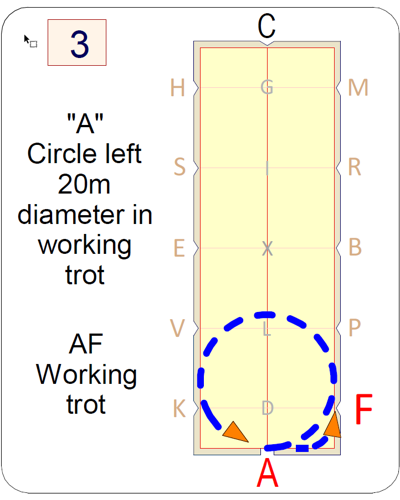 3
C
H G M
"A"
Circle left
20m
diameter in
working
trot
S I R
E X B
V L P
AF
Working
trot
K D F
A